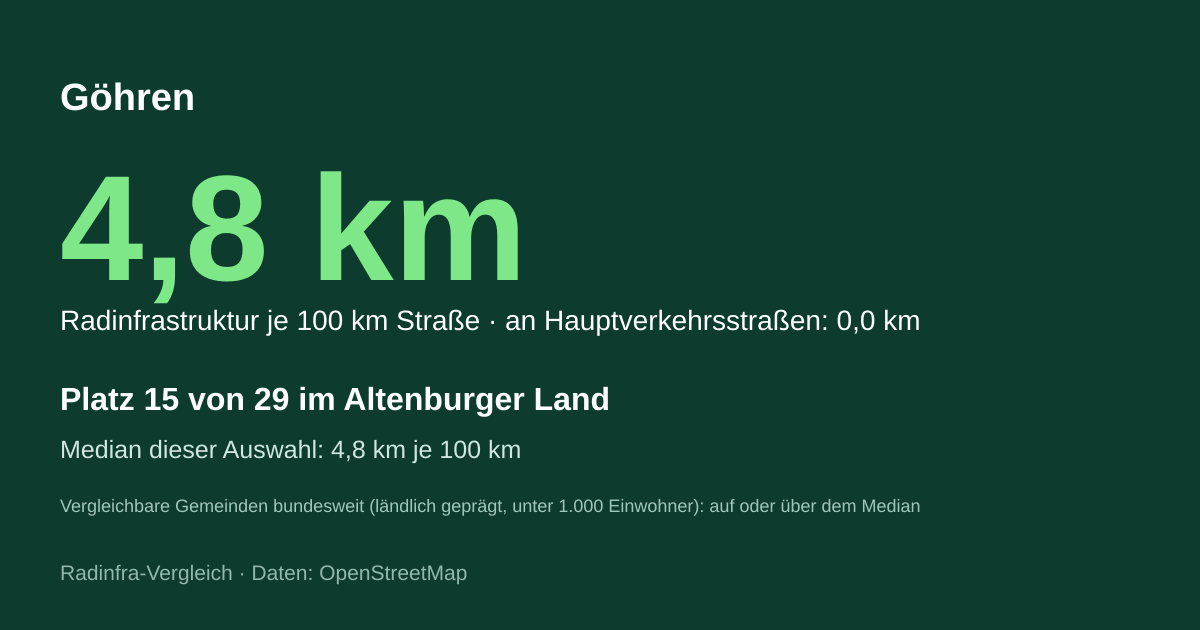 Göhren
4,8 km
Radinfrastruktur je 100 km Straße · an Hauptverkehrsstraßen: 0,0 km
Platz 15 von 29 im Altenburger Land
Median dieser Auswahl: 4,8 km je 100 km
Vergleichbare Gemeinden bundesweit (ländlich geprägt, unter 1.000 Einwohner): auf oder über dem Median
Radinfra-Vergleich · Daten: OpenStreetMap